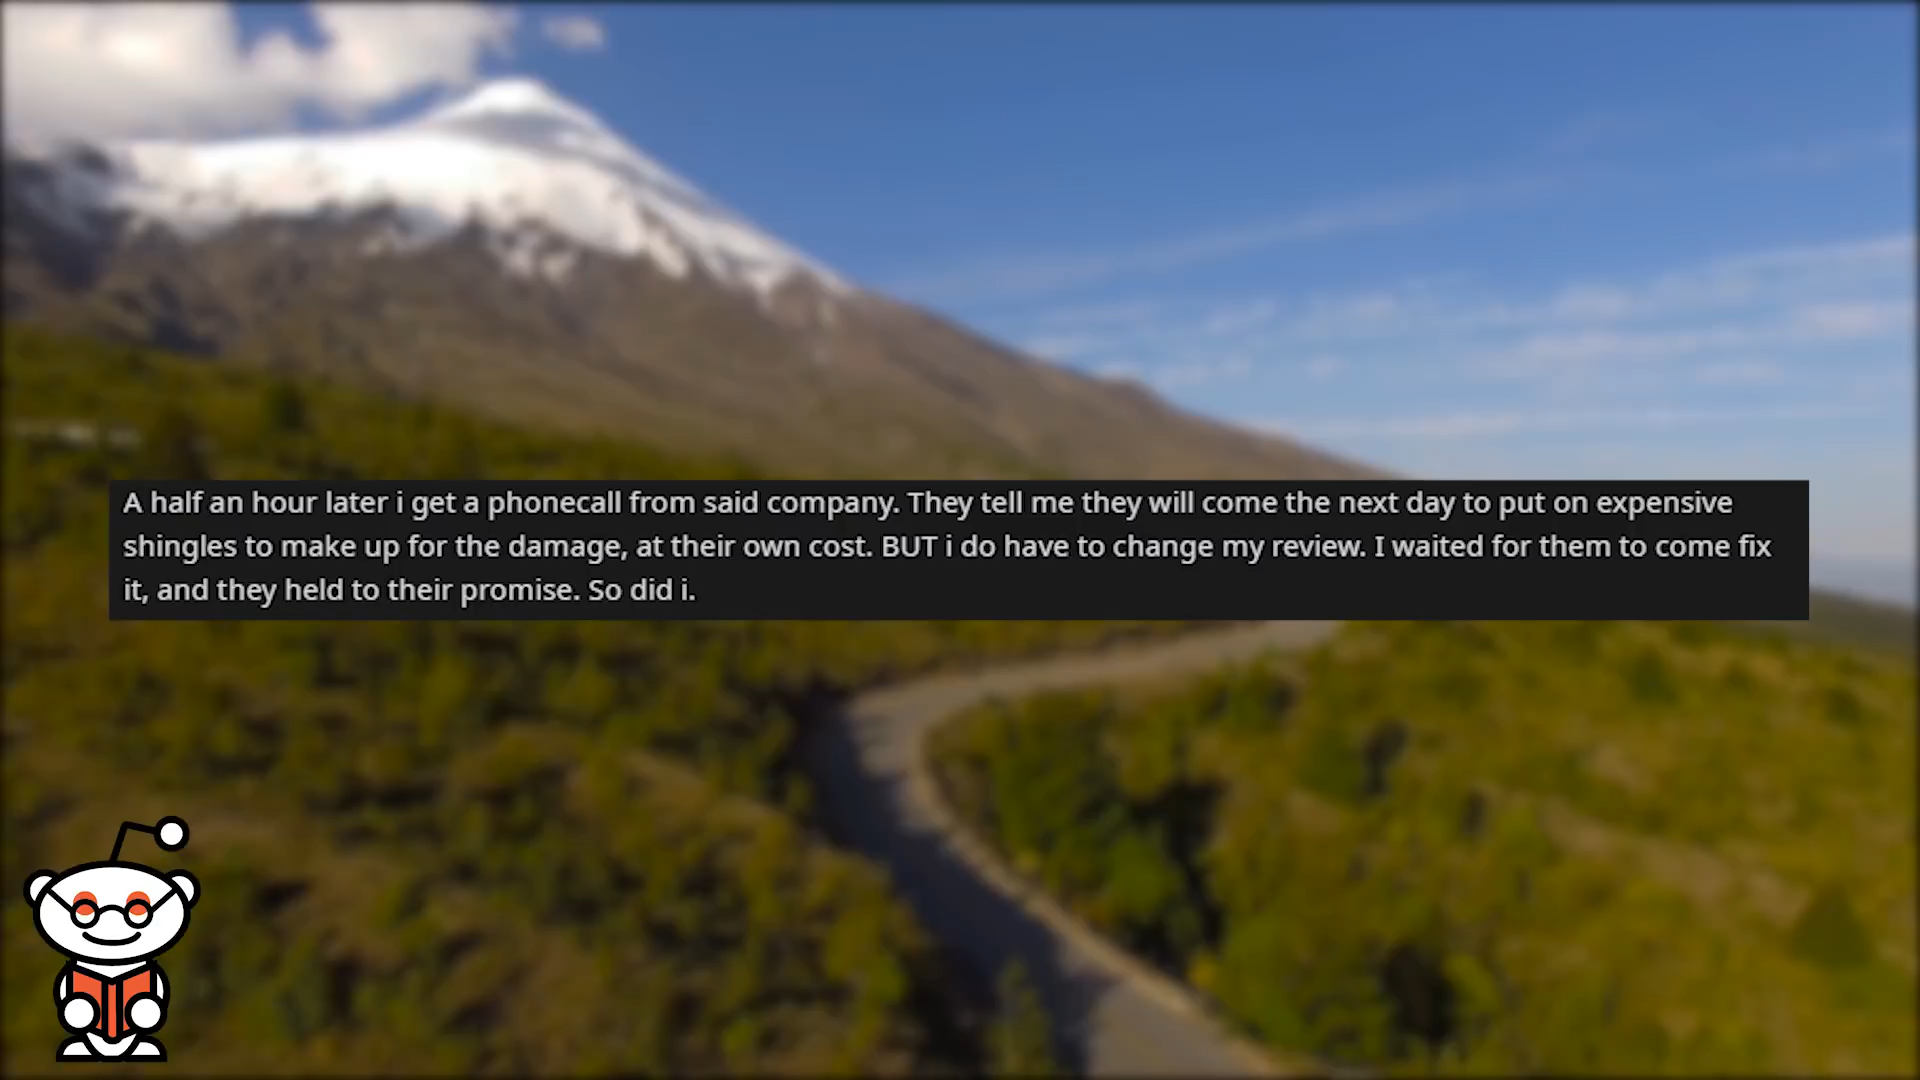 A half an hour later i get a phonecall from said company. They tell me they will come the next day to put on expensive
shingles to make up for the damage, at their own cost. BUT i do have to change my review. I waited for them to come fix
it, and they held to their promise. So did i.